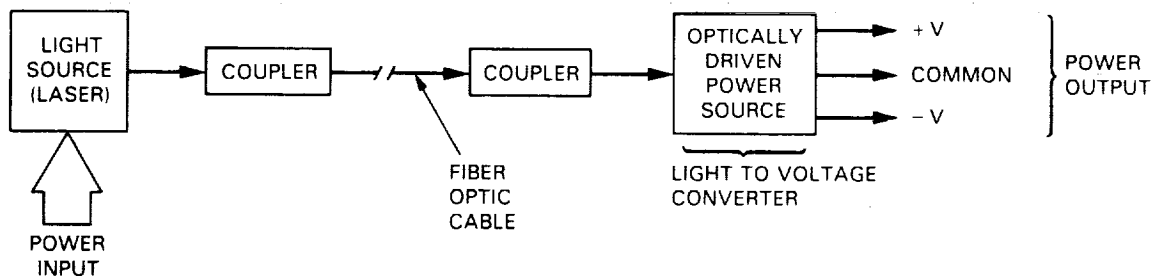 LIGHT
SOURCE
(LASER)
COUPLER
COUPLER
OPTICALLY
DRIVEN
POWER
SOURCE
+ V
COMMON
− V
POWER
OUTPUT
FIBER
OPTIC
CABLE
LIGHT TO VOLTAGE
CONVERTER
POWER
INPUT